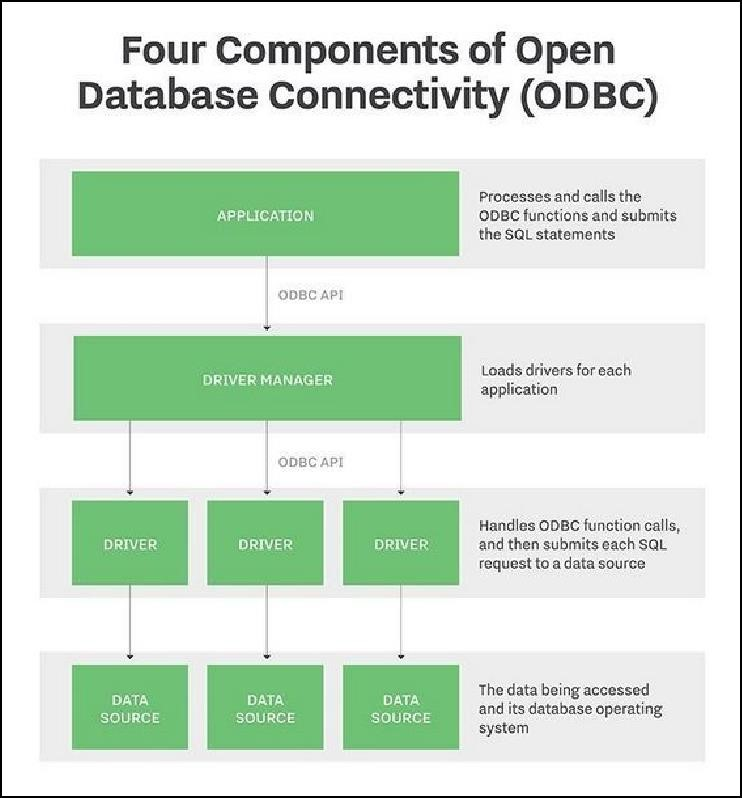 Four Components of Open
Database Connectivity (ODBC)
APPLICATION
Processes and calls the
ODBC functions and submits
the SQL statements
ODBC API
DRIVER MANAGER
Loads drivers for each
application
ODBC API
DRIVER
DRIVER
DRIVER
Handles ODBC function calls,
and then submits each SQL
request to a data source
DATA
SOURCE
DATA
SOURCE
DATA
SOURCE
The data being accessed
and its database operating
system